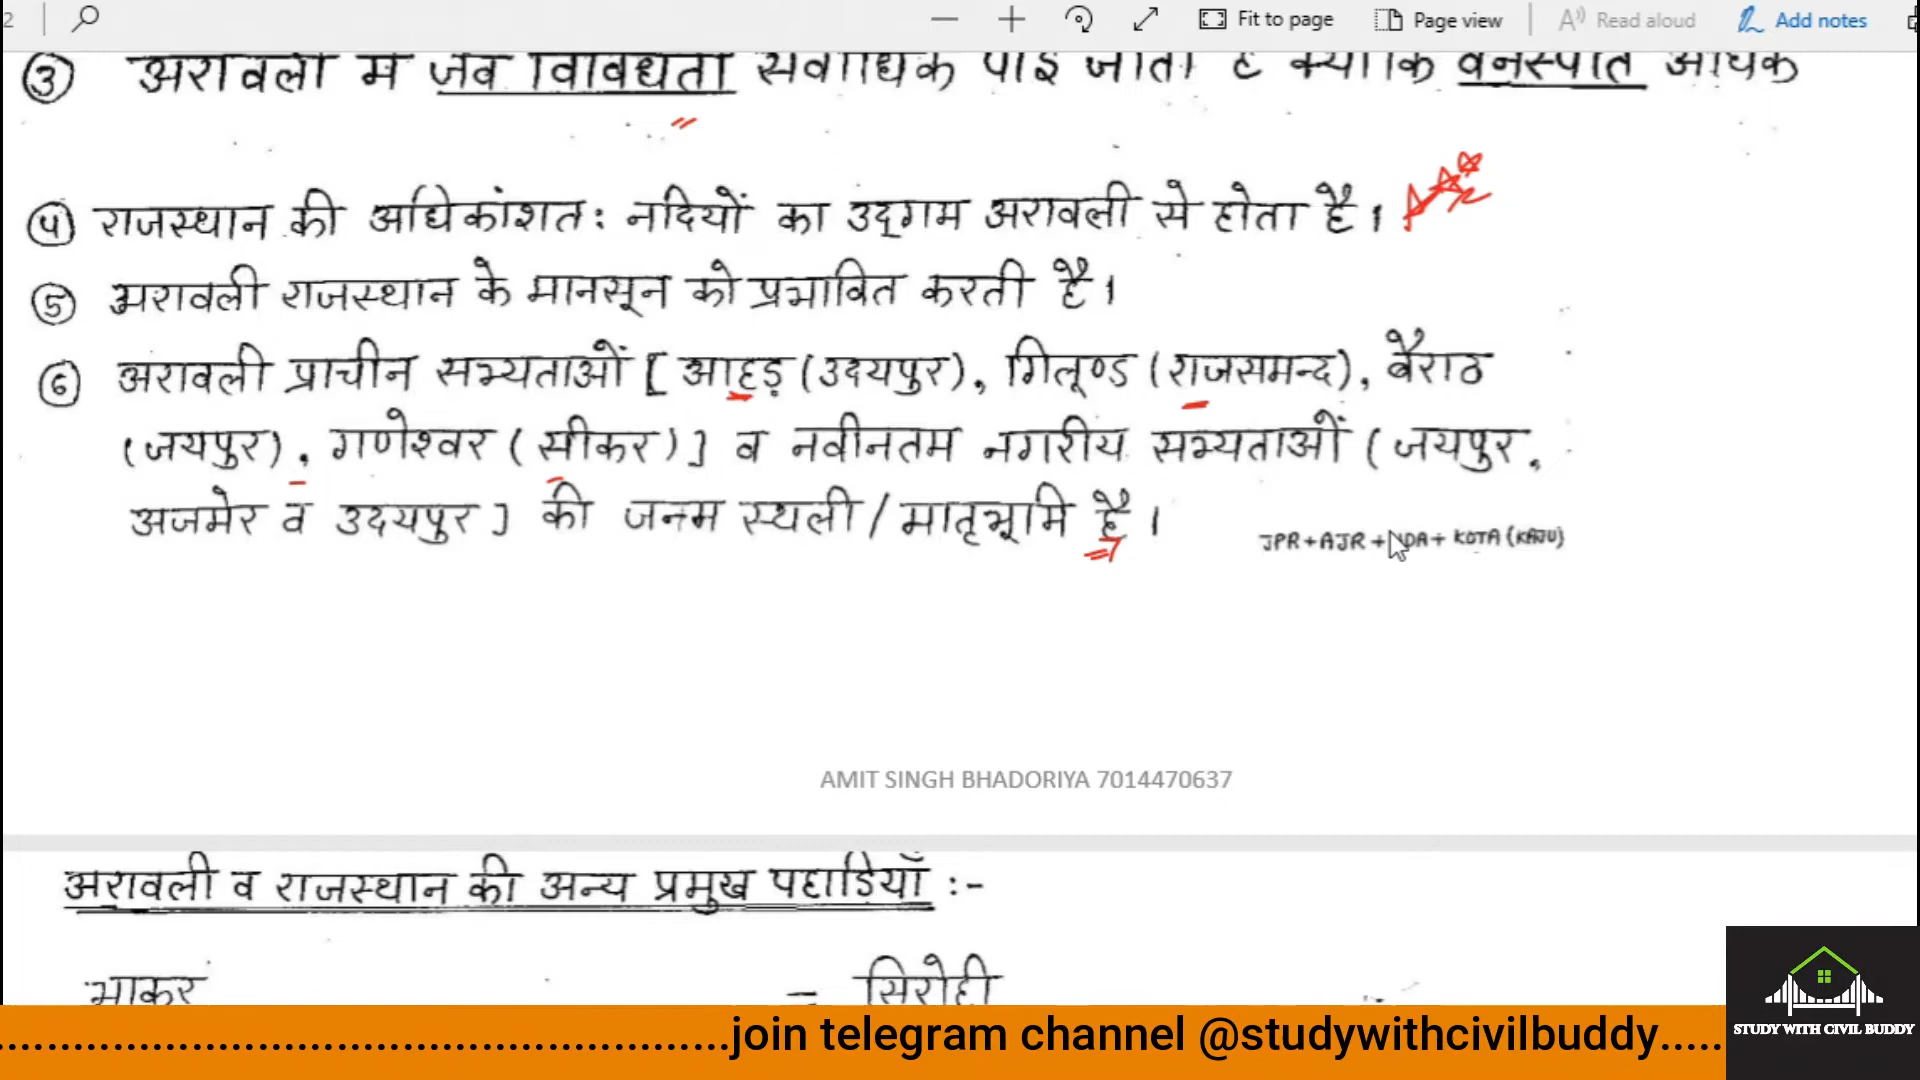 2
Fit to page
Page view
Read aloud
Add notes
③ अरावली में जैव विविधता सर्वाधिक पाई जाती है क्योंकि वनस्पति अधिक
④ राजस्थान की अधिकांशत: नदियों का उद्गम अरावली से होता है।
⑤ अरावली राजस्थान के मानसून को प्रभावित करती है।
⑥ अरावली प्राचीन सभ्यताओं [ आहड़ (उदयपुर), गिलूण्ड (राजसमन्द), बैराठ
(जयपुर), गणेश्वर (सीकर)] व नवीनतम नगरीय सभ्यताओं (जयपुर,
अजमेर व उदयपुर] की जन्म स्थली/मातृभूमि है।
JPR+AJR+ + KOTA (KAJU)
AMIT SINGH BHADORIYA 7014470637
अरावली व राजस्थान की अन्य प्रमुख पहाड़ियाँ :-
भाकर - सिरोही
join telegram channel @studywithcivilbuddy.....
STUDY WITH CIVIL BUDDY